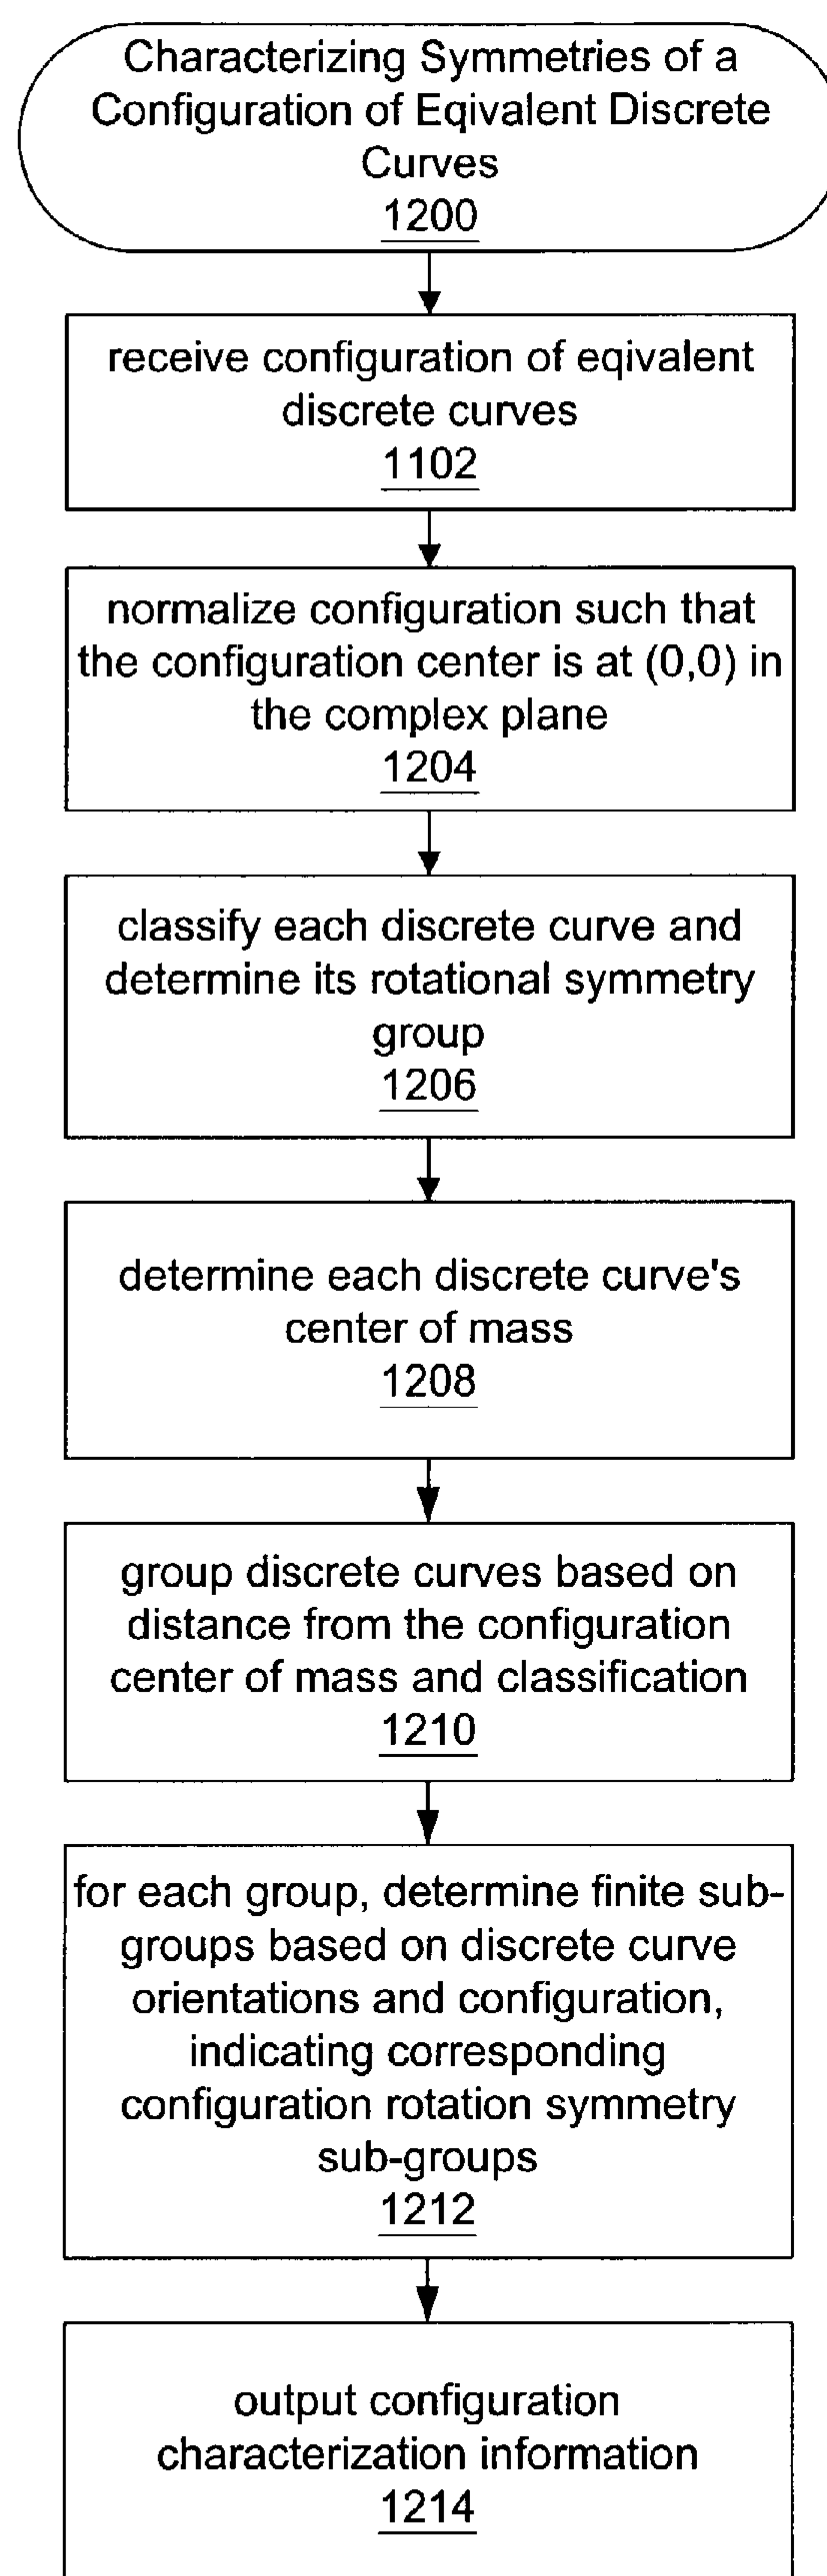 Characterizing Symmetries of a
Configuration of Eqivalent Discrete
Curves
1200
receive configuration of eqivalent
discrete curves
1102
normalize configuration such that
the configuration center is at (0,0) in
the complex plane
1204
classify each discrete curve and
determine its rotational symmetry
group
1206
determine each discrete curve's
center of mass
1208
group discrete curves based on
distance from the configuration
center of mass and classification
1210
for each group, determine finite sub-
groups based on discrete curve
orientations and configuration,
indicating corresponding
configuration rotation symmetry
sub-groups
1212
output configuration
characterization information
1214